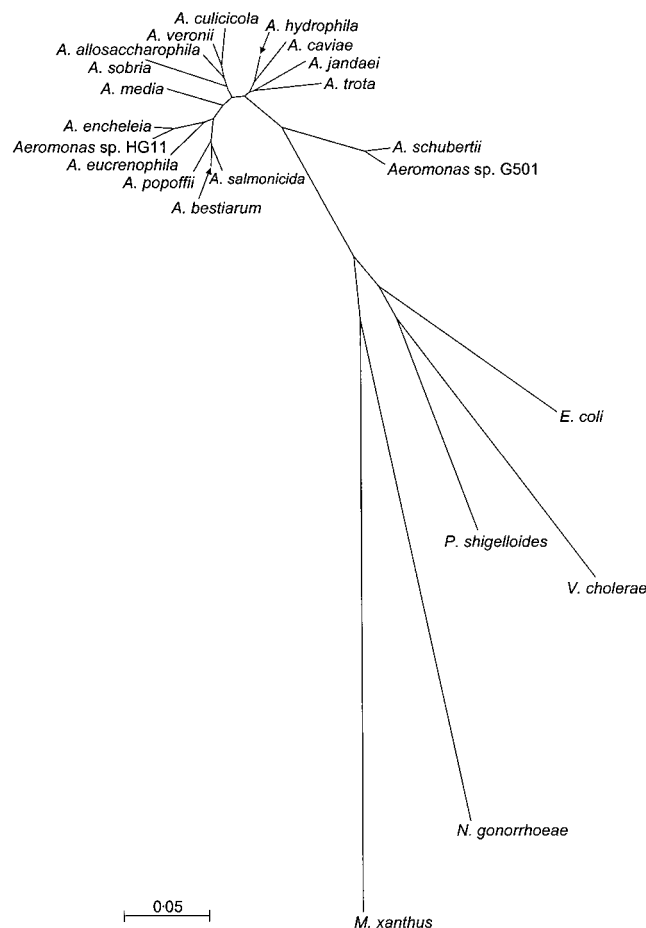 A. culicicola
A. hydrophila
A. veronii
A. caviae
A. allosaccharophila
A. jandaei
A. sobria
A. trota
A. media
A. encheleia
A. schubertii
Aeromonas sp. HG11
Aeromonas sp. G501
A. eucrenophila
A. popoffii
A. salmonicida
A. bestiarum
E. coli
P. shigelloides
V. cholerae
N. gonorrhoeae
0·05
M. xanthus